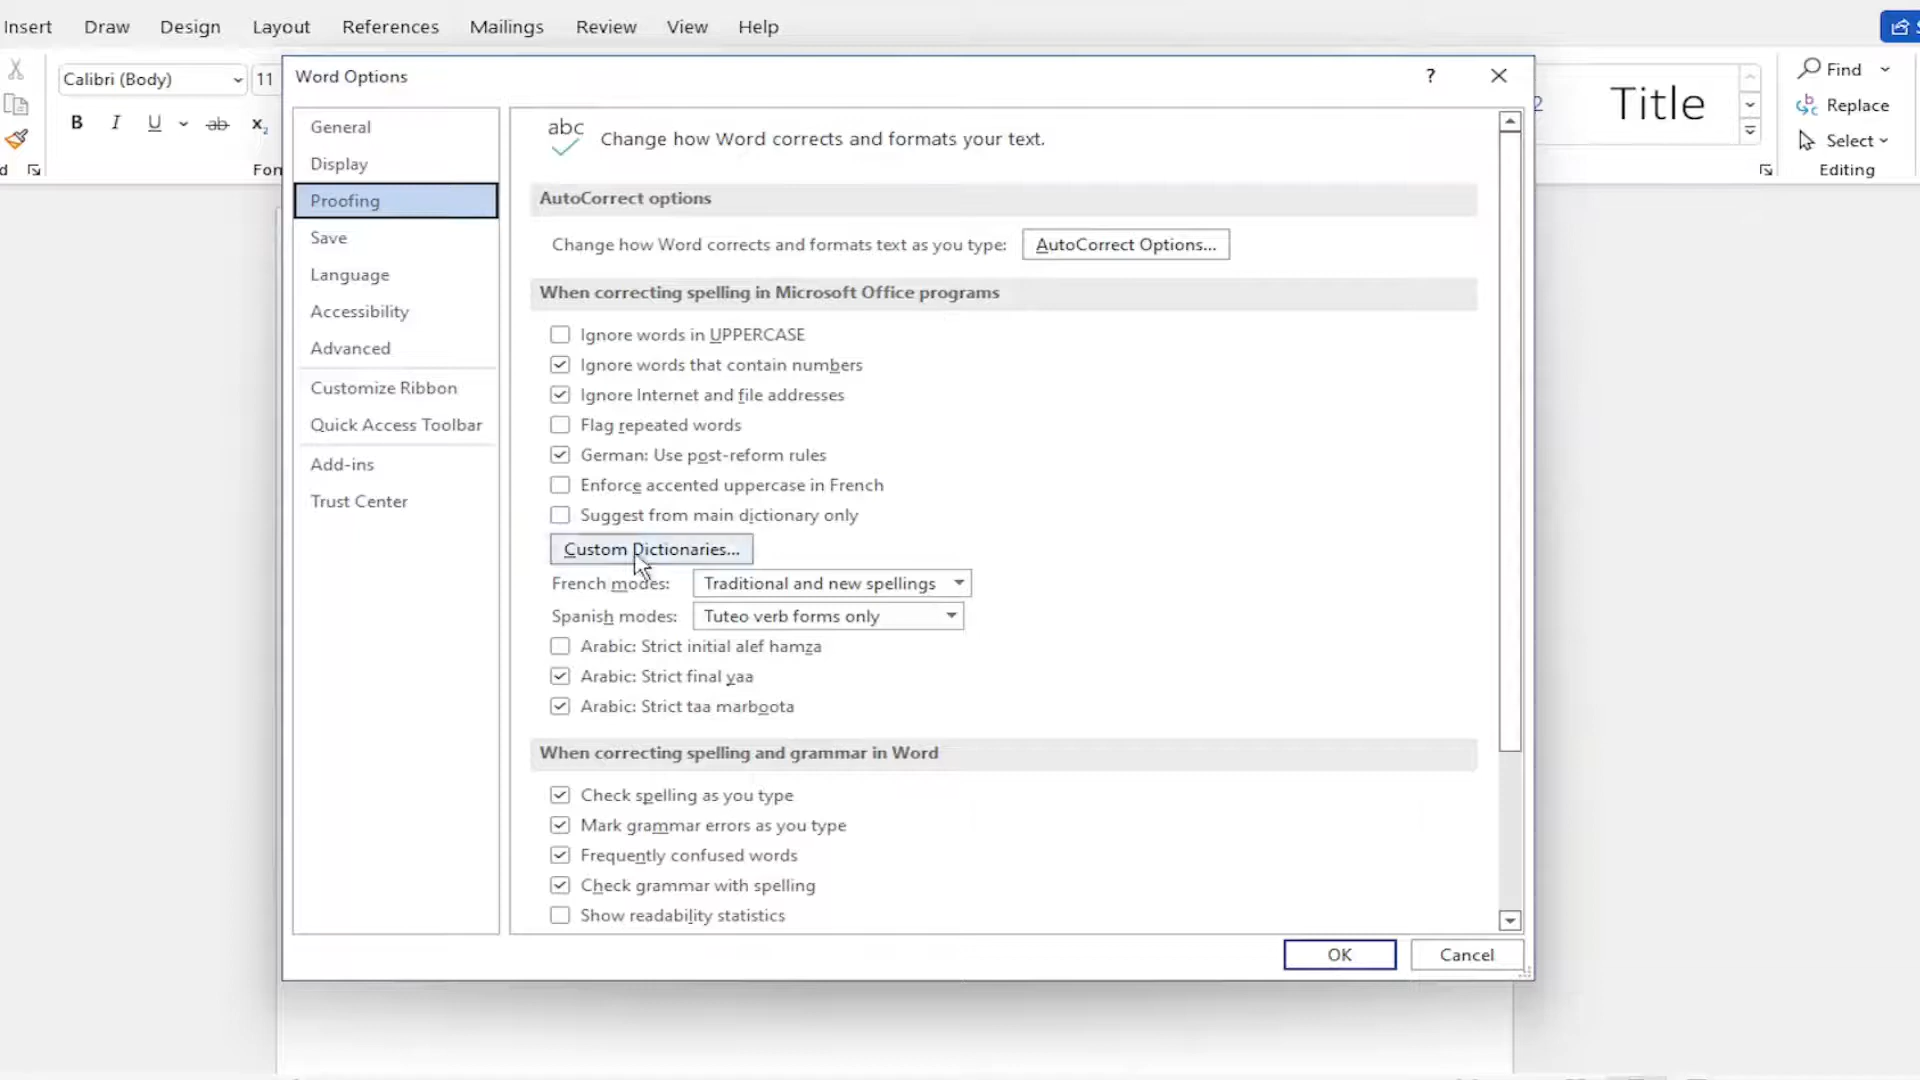 Insert Draw Design Layout References Mailings Review View Help
Calibri (Body) 11
B I U ab x₂
Title
Find
Replace
Select
Editing
Word Options
General
Display
Proofing
Save
Language
Accessibility
Advanced
Customize Ribbon
Quick Access Toolbar
Add-ins
Trust Center
abc
Change how Word corrects and formats your text.
AutoCorrect options
Change how Word corrects and formats text as you type: AutoCorrect Options...
When correcting spelling in Microsoft Office programs
Ignore words in UPPERCASE
Ignore words that contain numbers
Ignore Internet and file addresses
Flag repeated words
German: Use post-reform rules
Enforce accented uppercase in French
Suggest from main dictionary only
Custom Dictionaries...
French modes: Traditional and new spellings
Spanish modes: Tuteo verb forms only
Arabic: Strict initial alef hamza
Arabic: Strict final yaa
Arabic: Strict taa marboota
When correcting spelling and grammar in Word
Check spelling as you type
Mark grammar errors as you type
Frequently confused words
Check grammar with spelling
Show readability statistics
OK Cancel